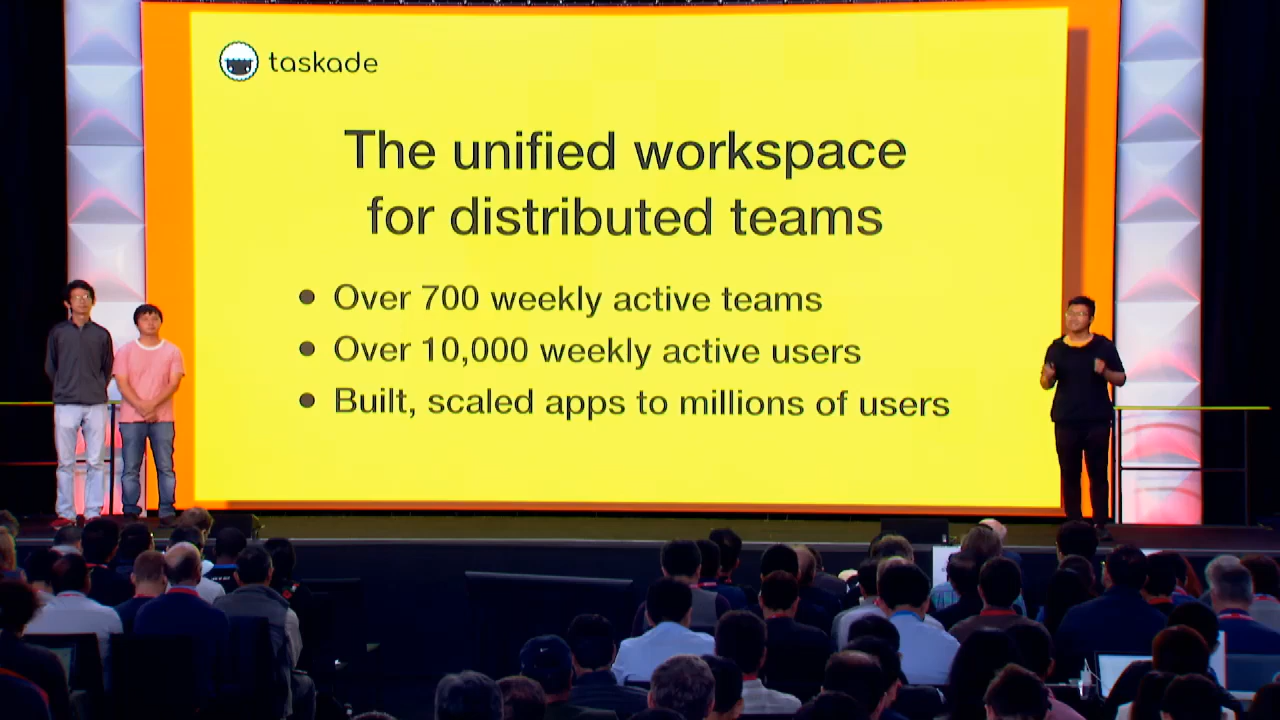 taskade
The unified workspace
for distributed teams
Over 700 weekly active teams
Over 10,000 weekly active users
Built, scaled apps to millions of users